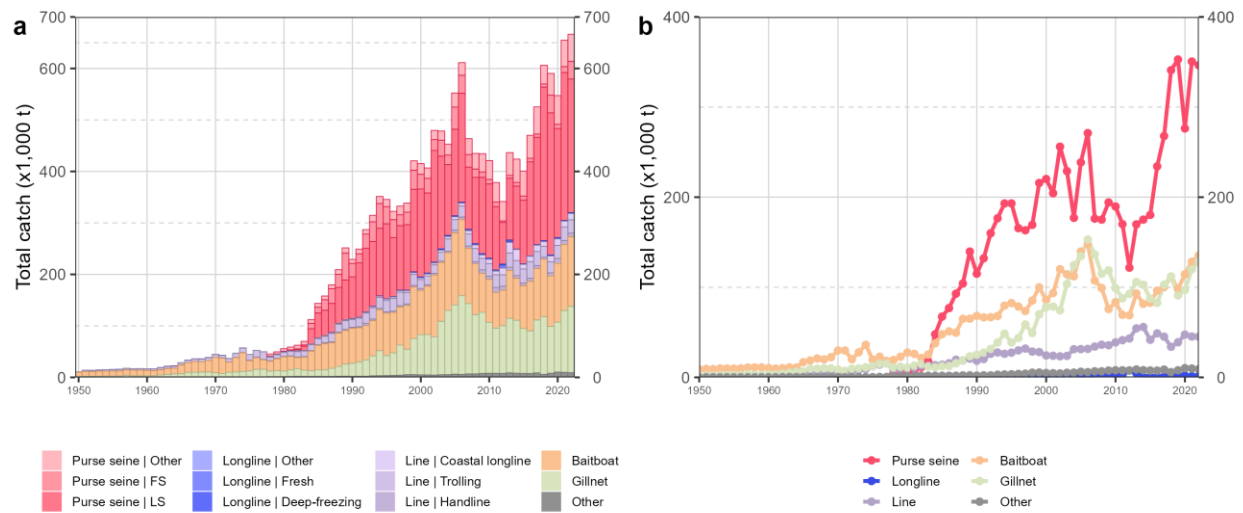 a
Total catch (x1,000 t)
700
600
400
200
0
700
600
400
200
0
1950
1960
1970
1980
1990
2000
2010
2020
Purse seine | Other
Purse seine | FS
Purse seine | LS
Longline | Other
Longline | Fresh
Longline | Deep-freezing
Line | Coastal longline
Line | Trolling
Line | Handline
Baitboat
Gillnet
Other
b
Total catch (x1,000 t)
400
200
0
400
200
0
1950
1960
1970
1980
1990
2000
2010
2020
Purse seine
Longline
Line
Baitboat
Gillnet
Other